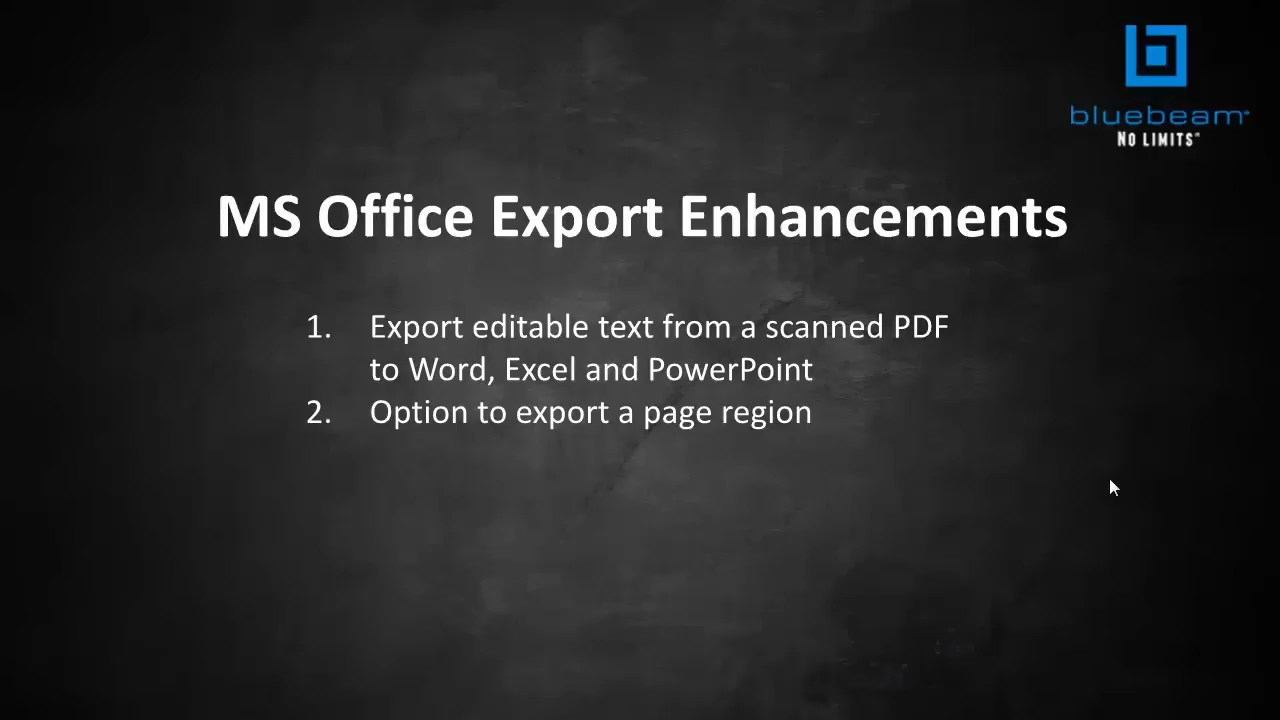 bluebeam
NO LIMITS
MS Office Export Enhancements
1. Export editable text from a scanned PDF
to Word, Excel and PowerPoint
2. Option to export a page region